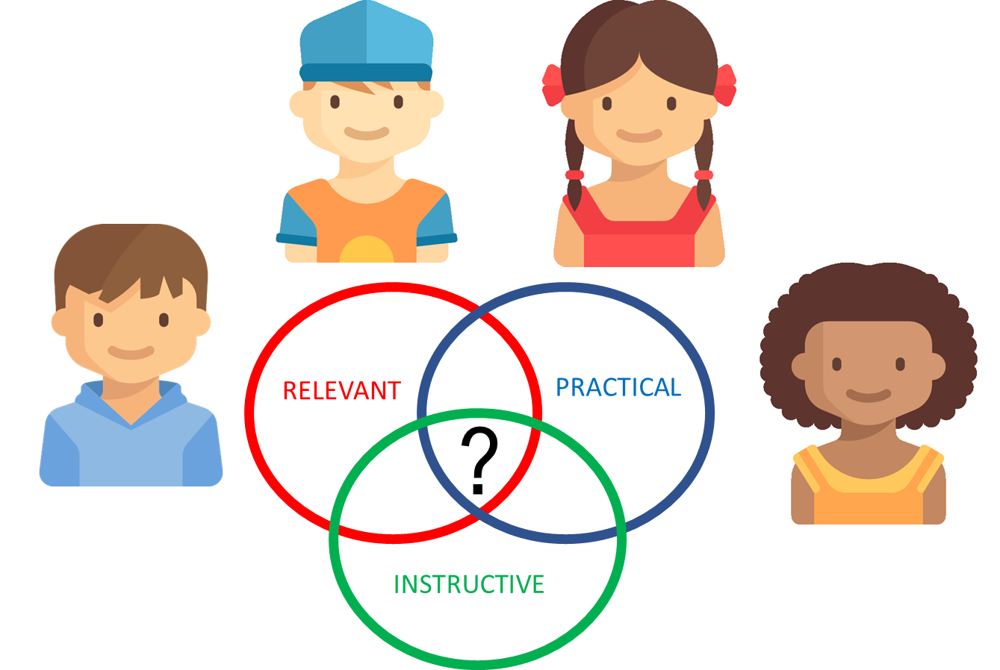 RELEVANT
PRACTICAL
?
INSTRUCTIVE